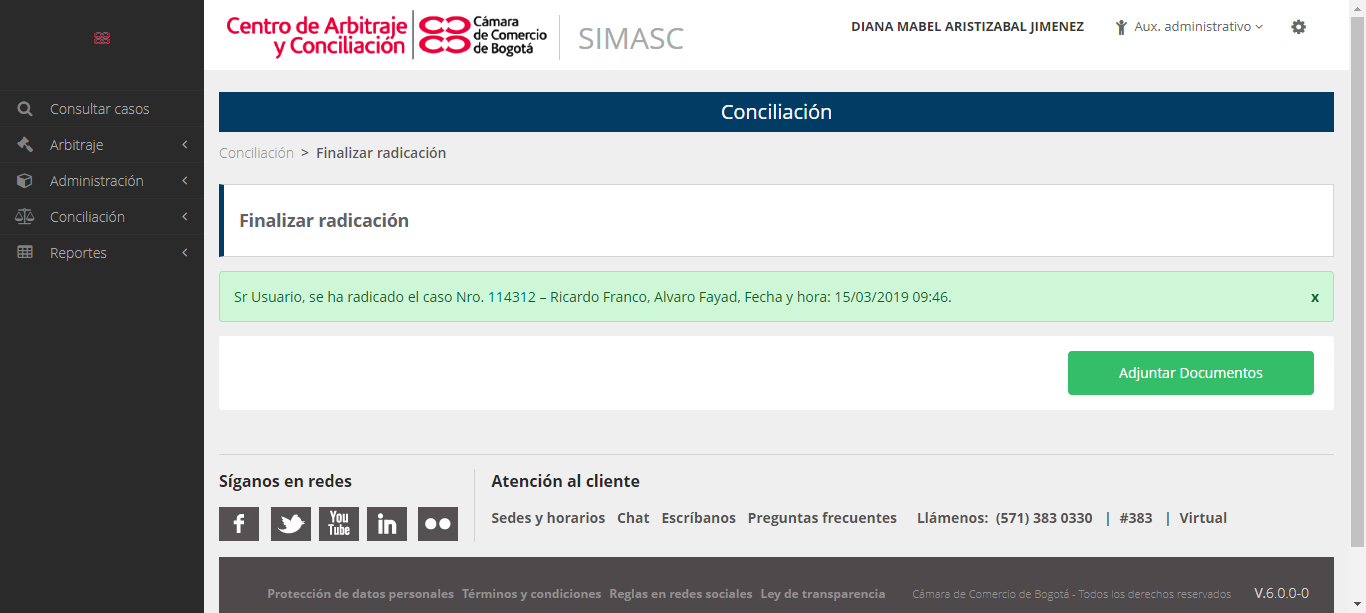 Centro de Arbitraje
y Conciliación
Cámara
de Comercio
de Bogotá
SIMASC
DIANA MABEL ARISTIZABAL JIMENEZ
Aux. administrativo
Consultar casos
Arbitraje
Administración
Conciliación
Reportes
Conciliación
Conciliación > Finalizar radicación
Finalizar radicación
Sr Usuario, se ha radicado el caso Nro. 114312 – Ricardo Franco, Alvaro Fayad, Fecha y hora: 15/03/2019 09:46.
x
Adjuntar Documentos
Síganos en redes
You
Tube
in
Atención al cliente
Sedes y horarios Chat Escríbanos Preguntas frecuentes Llámenos: (571) 383 0330 | #383 | Virtual
Protección de datos personales Términos y condiciones Reglas en redes sociales Ley de transparencia Cámara de Comercio de Bogotá - Todos los derechos reservados V.6.0.0-0